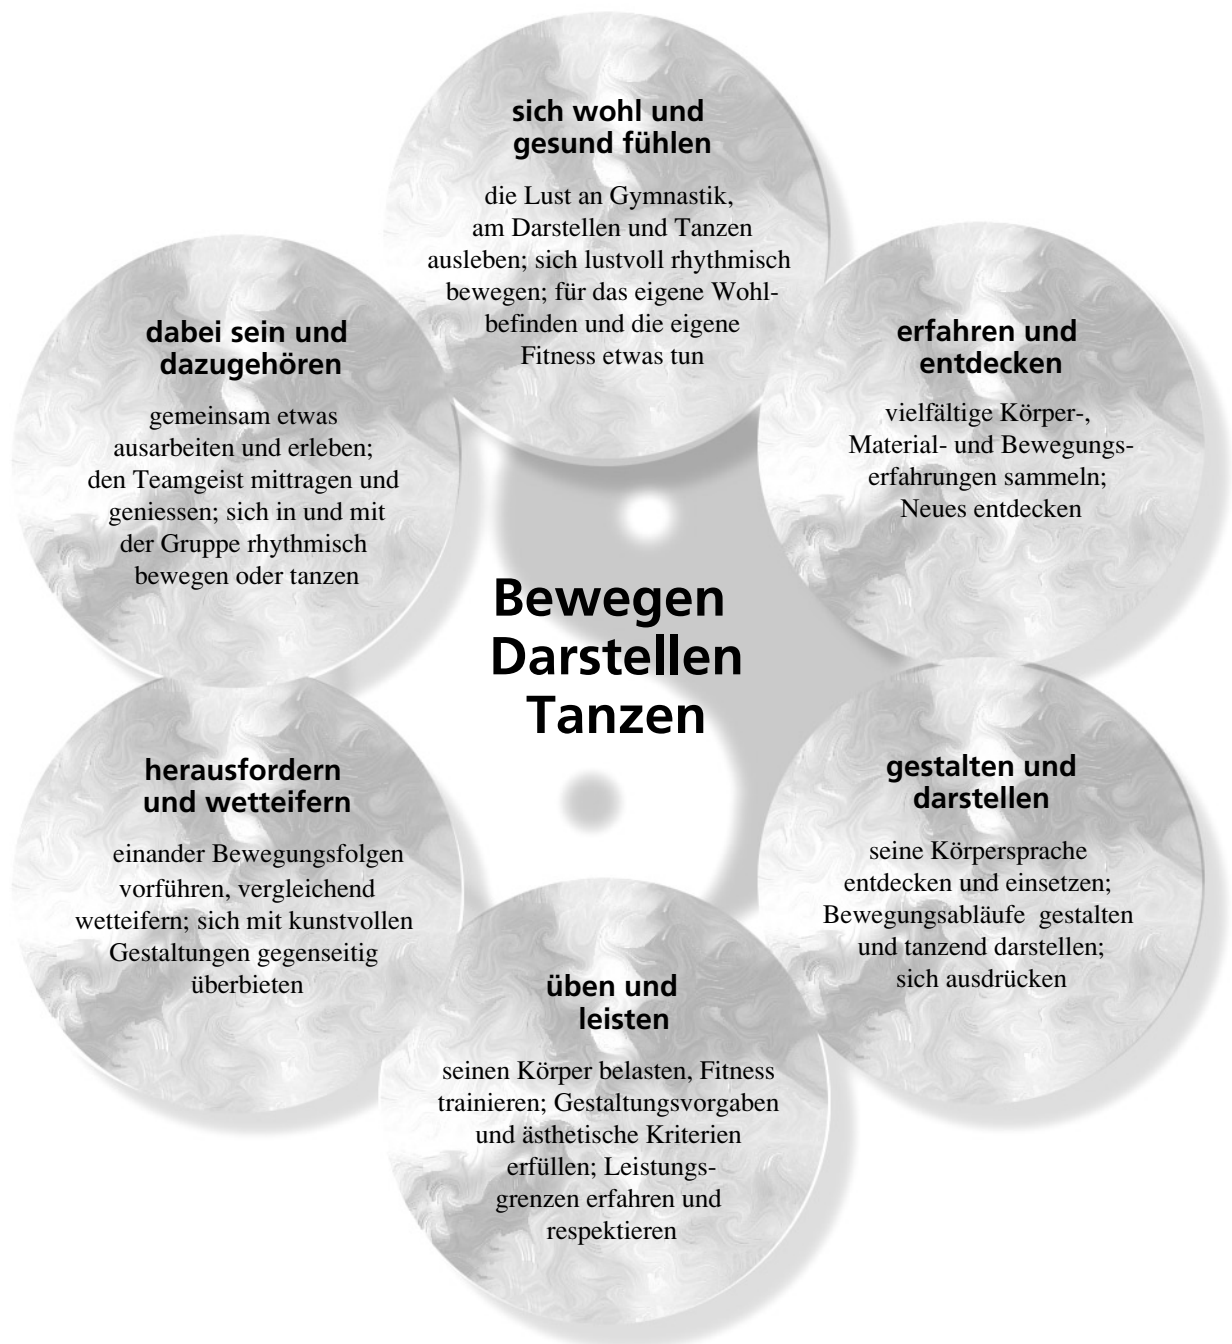 sich wohl und
gesund fühlen
die Lust an Gymnastik,
am Darstellen und Tanzen
ausleben; sich lustvoll rhythmisch
bewegen; für das eigene Wohl-
befinden und die eigene
Fitness etwas tun
erfahren und
entdecken
vielfältige Körper-,
Material- und Bewegungs-
erfahrungen sammeln;
Neues entdecken
gestalten und
darstellen
seine Körpersprache
entdecken und einsetzen;
Bewegungsabläufe gestalten
und tanzend darstellen;
sich ausdrücken
üben und
leisten
seinen Körper belasten, Fitness
trainieren; Gestaltungsvorgaben
und ästhetische Kriterien
erfüllen; Leistungs-
grenzen erfahren und
respektieren
herausfordern
und wetteifern
einander Bewegungsfolgen
vorführen, vergleichend
wetteifern; sich mit kunstvollen
Gestaltungen gegenseitig
überbieten
dabei sein und
dazugehören
gemeinsam etwas
ausarbeiten und erleben;
den Teamgeist mittragen und
geniessen; sich in und mit
der Gruppe rhythmisch
bewegen oder tanzen
Bewegen
Darstellen
Tanzen